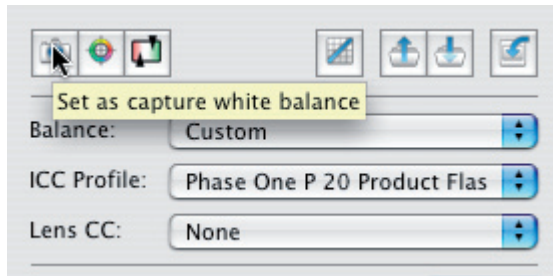 Set as capture white balance
Balance: Custom
ICC Profile: Phase One P 20 Product Flas
Lens CC: None